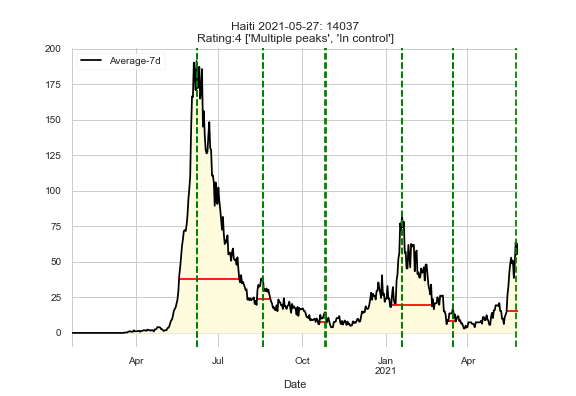 Haiti 2021-05-27: 14037
Rating:4 ['Multiple peaks', 'In control']
Average-7d
200
175
150
125
100
75
50
25
0
Apr
Jul
Oct
Jan
2021
Apr
Date